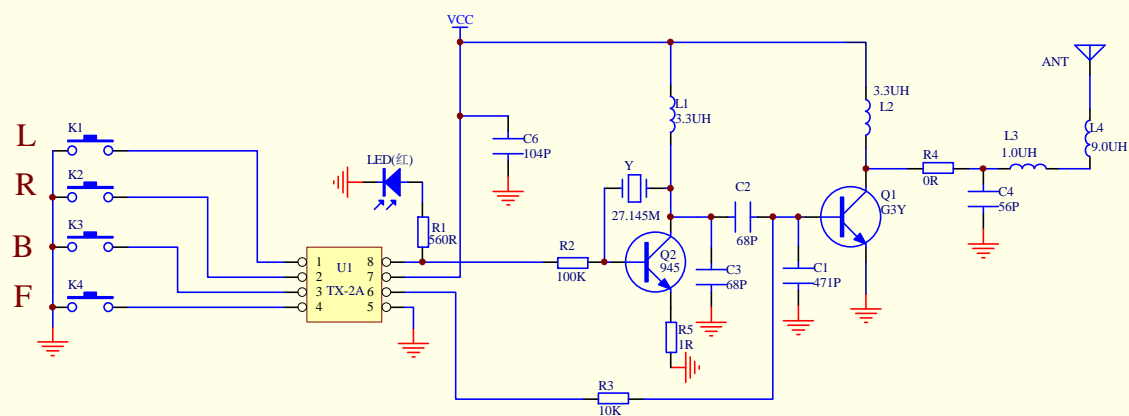 VCC
ANT
L
K1
R
K2
B
K3
F
K4
LED(红)
R1
560R
U1
TX-2A
1
2
3
4
8
7
6
5
C6
104P
R2
100K
Y
27.145M
L1
3.3UH
Q2
945
R5
1R
R3
10K
C2
68P
C3
68P
C1
471P
3.3UH
L2
Q1
G3Y
R4
0R
C4
56P
L3
1.0UH
L4
9.0UH